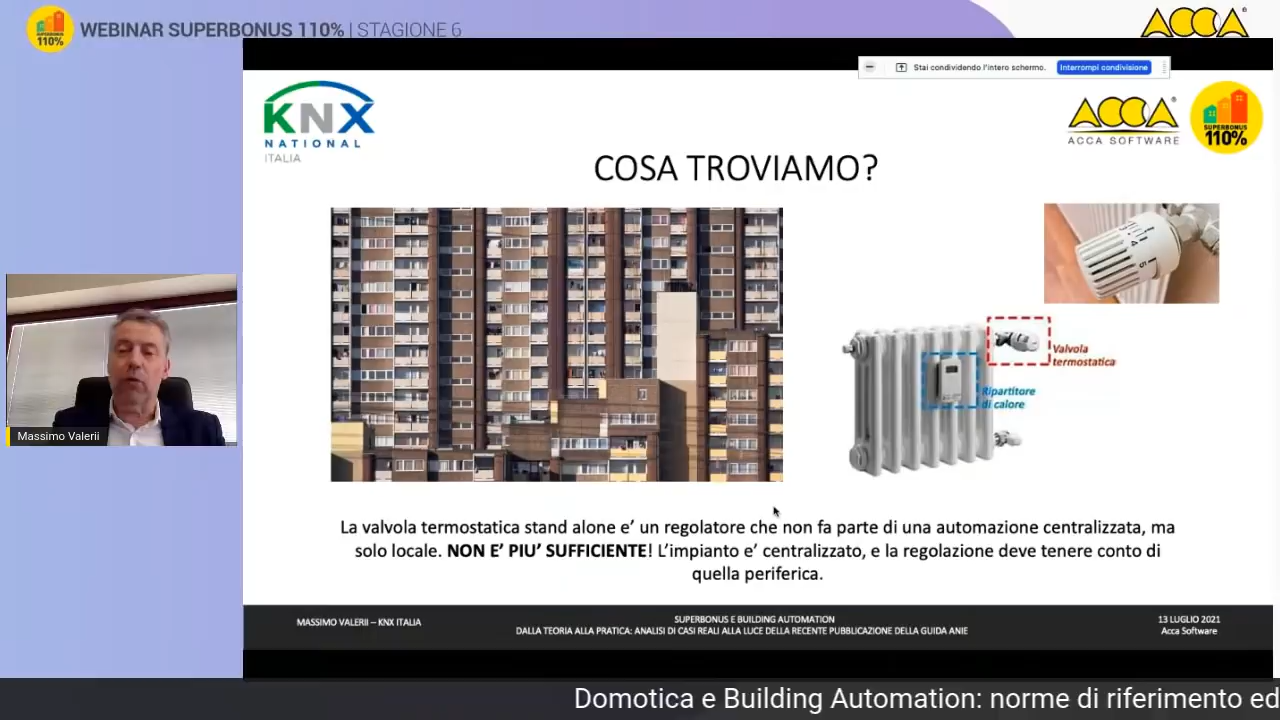 SUPERBONUS
110%
WEBINAR SUPERBONUS 110% | STAGIONE 6
ACCA
Stai condividendo l'intero schermo.
Interrompi condivisione
KNX
NATIONAL
ITALIA
ACCA
ACCA SOFTWARE
SUPERBONUS
110%
COSA TROVIAMO?
Valvola
termostatica
Ripartitore
di calore
Massimo Valerii
La valvola termostatica stand alone e' un regolatore che non fa parte di una automazione centralizzata, ma
solo locale. NON E' PIU' SUFFICIENTE! L'impianto e' centralizzato, e la regolazione deve tenere conto di
quella periferica.
MASSIMO VALERII – KNX ITALIA
SUPERBONUS E BUILDING AUTOMATION
DALLA TEORIA ALLA PRATICA: ANALISI DI CASI REALI ALLA LUCE DELLA RECENTE PUBBLICAZIONE DELLA GUIDA ANIE
13 LUGLIO 2021
Acca Software
Domotica e Building Automation: norme di riferimento ed